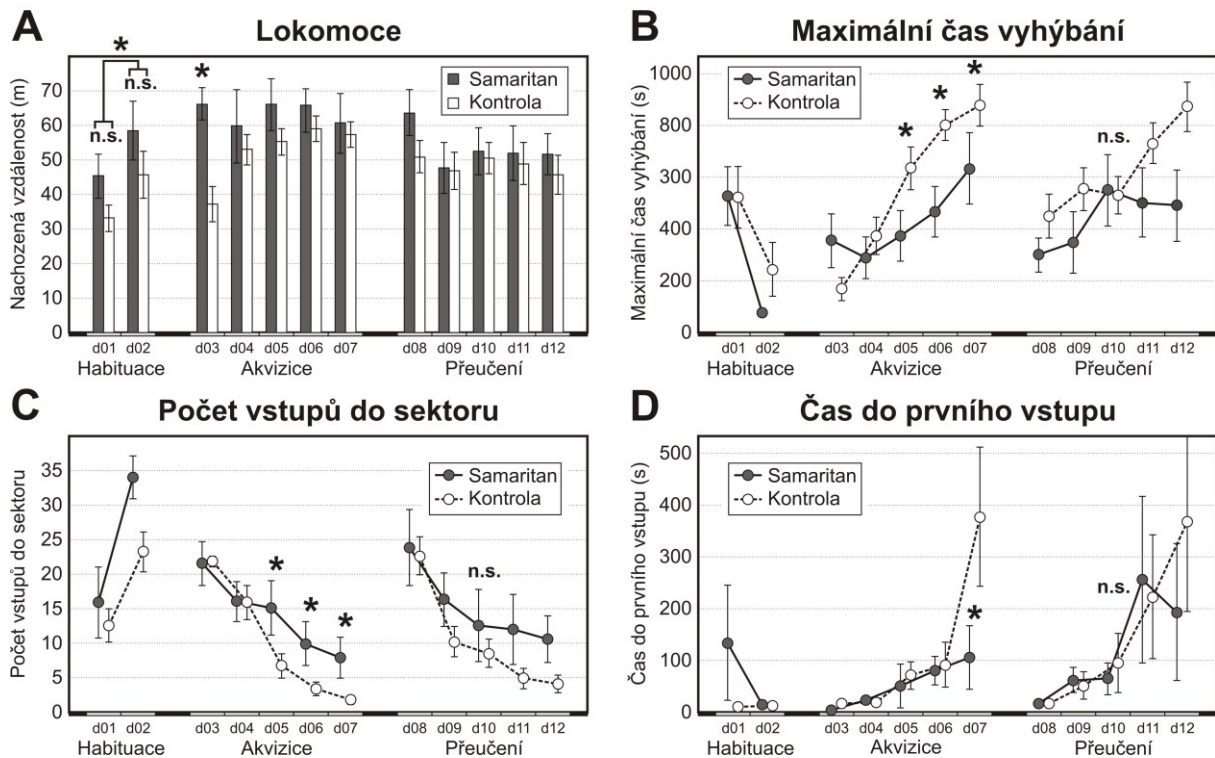 A Lokomoce
Nachozená vzdálenost (m)
70
60
50
40
30
20
10
0
* n.s. n.s. *
Samaritan
Kontrola
d01 d02 d03 d04 d05 d06 d07 d08 d09 d10 d11 d12
Habituace Akvizice Přeučení
B Maximální čas vyhýbání
Maximální čas vyhýbání (s)
1000
800
300
400
200
0
Samaritan
Kontrola
* * * n.s.
d01 d02 d03 d04 d05 d06 d07 d08 d09 d10 d11 d12
Habituace Akvizice Přeučení
C Počet vstupů do sektoru
Počet vstupů do sektoru
35
30
25
20
15
10
5
0
Samaritan
Kontrola
* * * n.s.
d01 d02 d03 d04 d05 d06 d07 d08 d09 d10 d11 d12
Habituace Akvizice Přeučení
D Čas do prvního vstupu
Čas do prvního vstupu (s)
500
400
300
200
100
0
Samaritan
Kontrola
* n.s.
d01 d02 d03 d04 d05 d06 d07 d08 d09 d10 d11 d12
Habituace Akvizice Přeučení